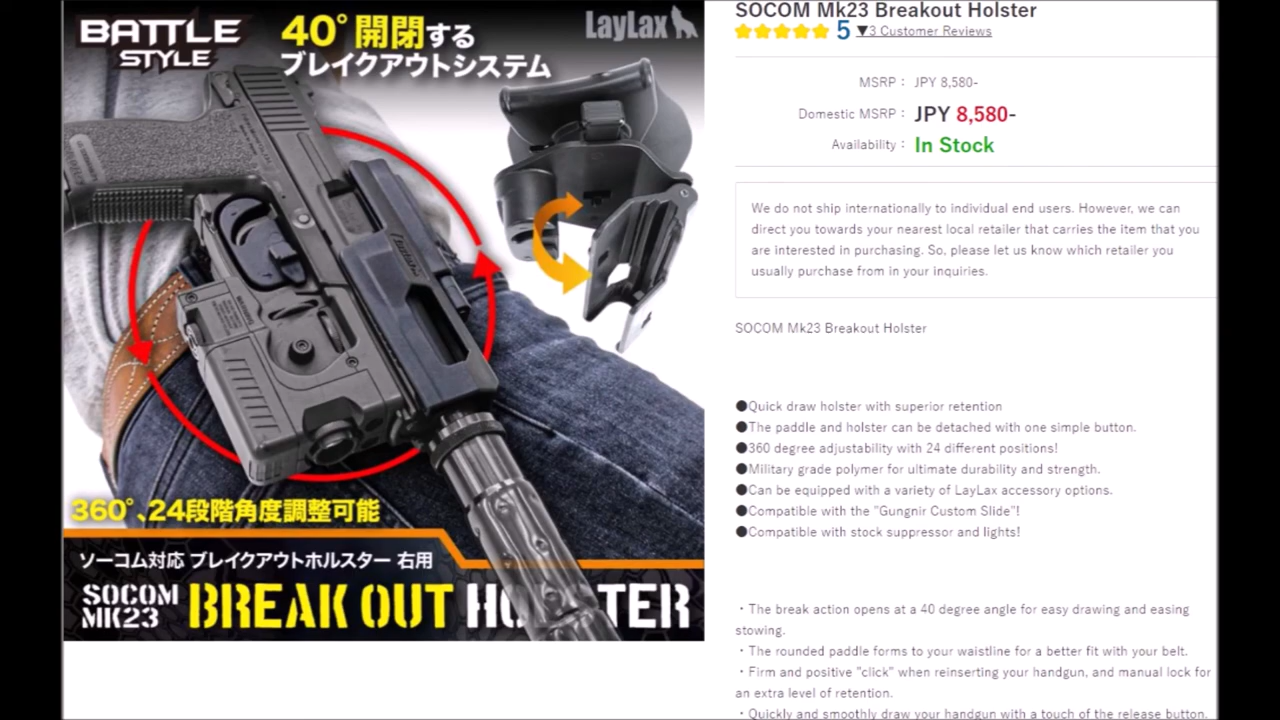 BATTLE
STYLE
40°開閉する
ブレイクアウトシステム
LayLax
360°、24段階角度調整可能
ソーコム対応 ブレイクアウトホルスター 右用
SOCOM
MK23
BREAK OUT
SOCOM Mk23 Breakout Holster
5 ▼3 Customer Reviews
MSRP : JPY 8,580-
Domestic MSRP : JPY 8,580-
Availability : In Stock
We do not ship internationally to individual end users. However, we can
direct you towards your nearest local retailer that carries the item that you
are interested in purchasing. So, please let us know which retailer you
usually purchase from in your inquiries.
SOCOM Mk23 Breakout Holster
●Quick draw holster with superior retention
●The paddle and holster can be detached with one simple button.
●360 degree adjustability with 24 different positions!
●Military grade polymer for ultimate durability and strength.
●Can be equipped with a variety of LayLax accessory options.
●Compatible with the "Gungnir Custom Slide"!
●Compatible with stock suppressor and lights!
・The break action opens at a 40 degree angle for easy drawing and easing
stowing.
・The rounded paddle forms to your waistline for a better fit with your belt.
・Firm and positive "click" when reinserting your handgun, and manual lock for
an extra level of retention.
・Quickly and smoothly draw your handgun with a touch of the release button.